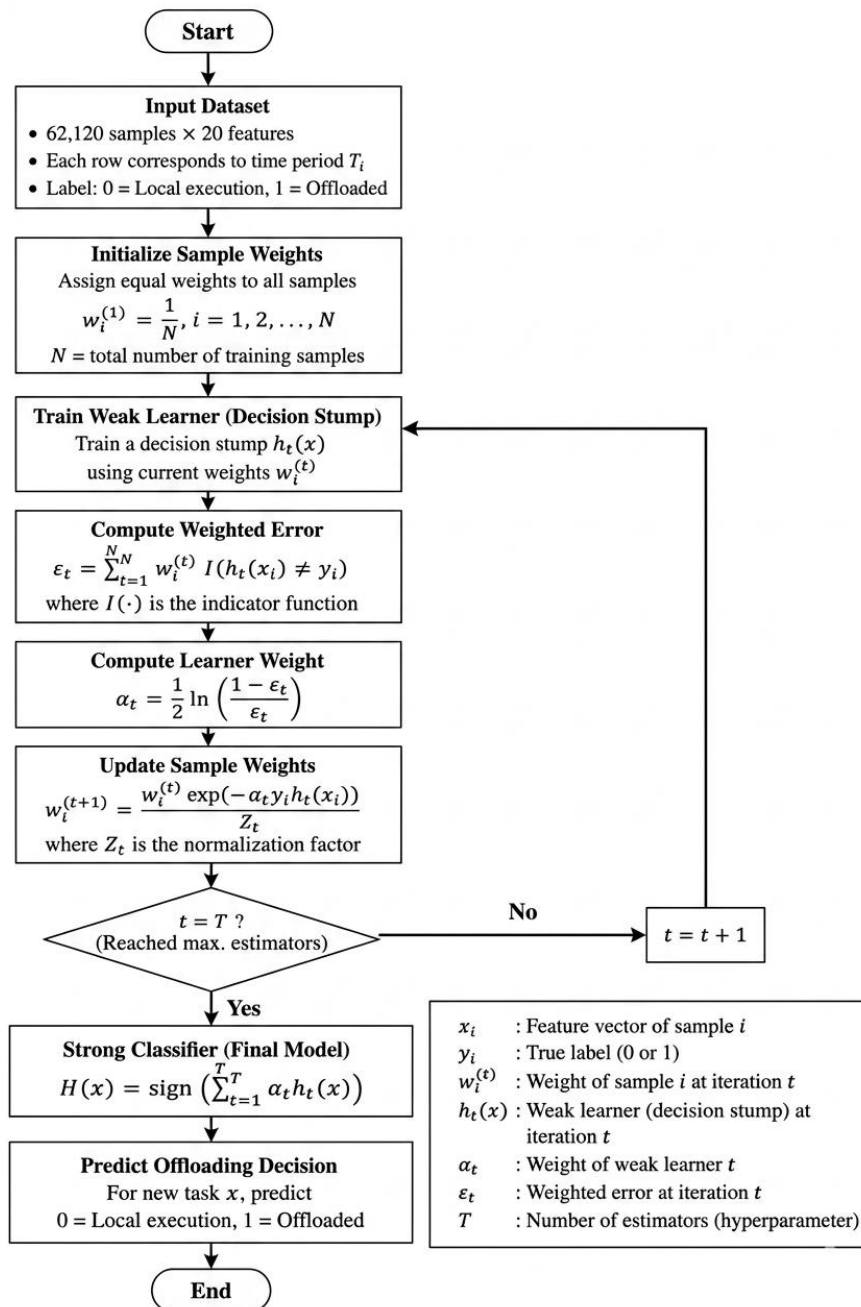 Start
Input Dataset
• 62,120 samples × 20 features
• Each row corresponds to time period T_i
• Label: 0 = Local execution, 1 = Offloaded
Initialize Sample Weights
Assign equal weights to all samples
w_i^{(1)} = \frac{1}{N}, i = 1, 2, . . . , N
N = total number of training samples
Train Weak Learner (Decision Stump)
Train a decision stump h_t(x)
using current weights w_i^{(t)}
Compute Weighted Error
ε_t = \sum_{t=1}^{N} w_i^{(t)} I(h_t(x_i) ≠ y_i)
where I(·) is the indicator function
Compute Learner Weight
α_t = \frac{1}{2} ln (\frac{1 − ε_t}{ε_t})
Update Sample Weights
w_i^{(t+1)} = \frac{w_i^{(t)} exp(−α_t y_i h_t(x_i))}{Z_t}
where Z_t is the normalization factor
t = T ?
(Reached max. estimators)
No
t = t + 1
Yes
Strong Classifier (Final Model)
H(x) = sign (\sum_{t=1}^{T} α_t h_t(x))
Predict Offloading Decision
For new task x, predict
0 = Local execution, 1 = Offloaded
End
x_i : Feature vector of sample i
y_i : True label (0 or 1)
w_i^{(t)} : Weight of sample i at iteration t
h_t(x) : Weak learner (decision stump) at
iteration t
α_t : Weight of weak learner t
ε_t : Weighted error at iteration t
T : Number of estimators (hyperparameter)